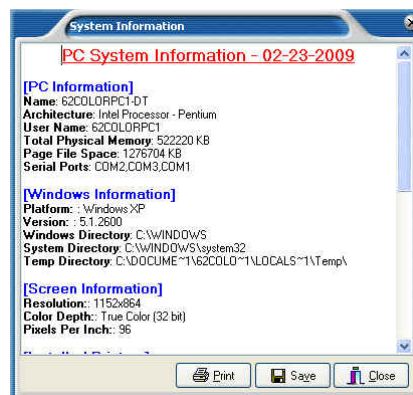 System Information
PC System Information - 02-23-2009
[PC Information]
Name: 62COLORPC1-DT
Architecture: Intel Processor - Pentium
User Name: 62COLORPC1
Total Physical Memory: 522220 KB
Page File Space: 1276704 KB
Serial Ports: COM2,COM3,COM1
[Windows Information]
Platform: : Windows XP
Version: : 5.1.2600
Windows Directory: C:\WINDOWS
System Directory: C:\WINDOWS\system32
Temp Directory: C:\DOCUME~1\62COLO~1\LOCALS~1\Temp\
[Screen Information]
Resolution:: 1152x864
Color Depth:: True Color (32 bit)
Pixels Per Inch:: 96
Print Save Close